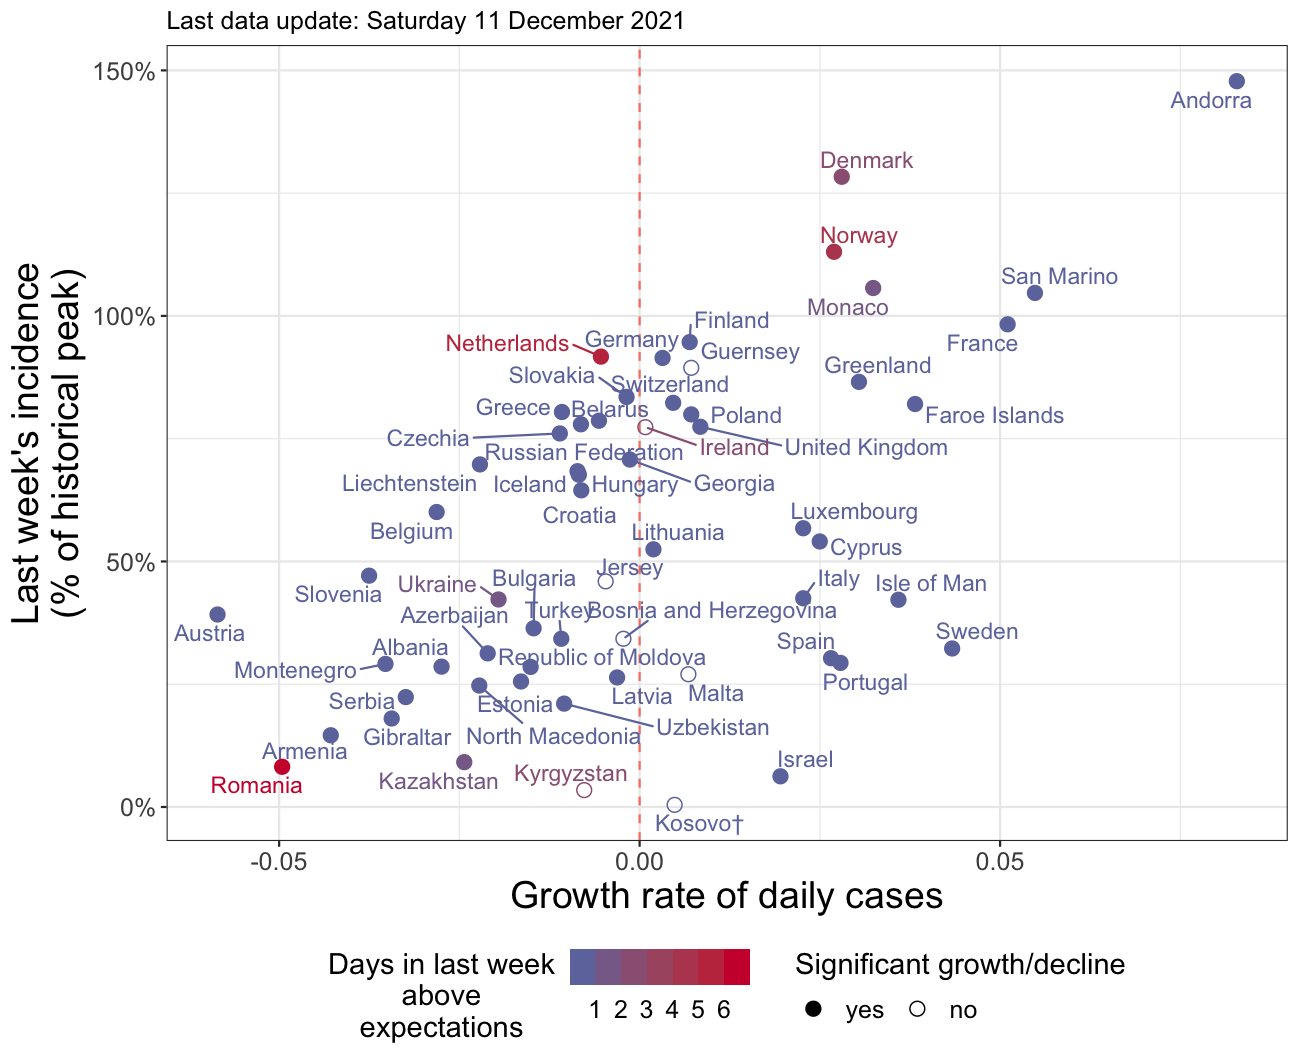 Last data update: Saturday 11 December 2021
150%
Andorra
Denmark
Norway
San Marino
Monaco
100%
Finland
France
Netherlands
Germany
Guernsey
Greenland
Slovakia
Switzerland
Greece
Belarus
Poland
Faroe Islands
Czechia
Ireland
United Kingdom
Russian Federation
Liechtenstein
Iceland
Hungary
Georgia
Croatia
Luxembourg
Belgium
Lithuania
Cyprus
50%
Jersey
Bulgaria
Italy
Isle of Man
Ukraine
Slovenia
Azerbaijan
Turkey
Bosnia and Herzegovina
Austria
Sweden
Spain
Albania
Republic of Moldova
Montenegro
Portugal
Serbia
Estonia
Latvia
Malta
Gibraltar
North Macedonia
Uzbekistan
Armenia
Israel
Romania
Kazakhstan
Kyrgyzstan
0%
Kosovo†
-0.05
0.00
0.05
Last week's incidence
(% of historical peak)
Growth rate of daily cases
Days in last week
above
expectations
1 2 3 4 5 6
Significant growth/decline
yes
no